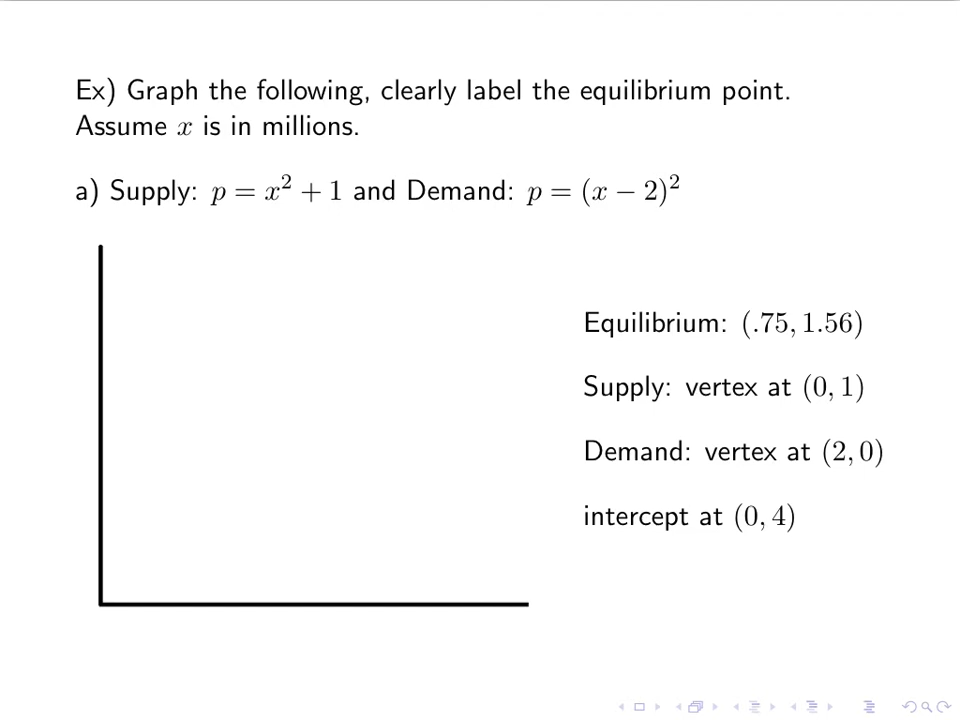 Ex) Graph the following, clearly label the equilibrium point.
Assume x is in millions.
a) Supply: p = x² + 1 and Demand: p = (x − 2)²
Equilibrium: (.75, 1.56)
Supply: vertex at (0, 1)
Demand: vertex at (2, 0)
intercept at (0, 4)